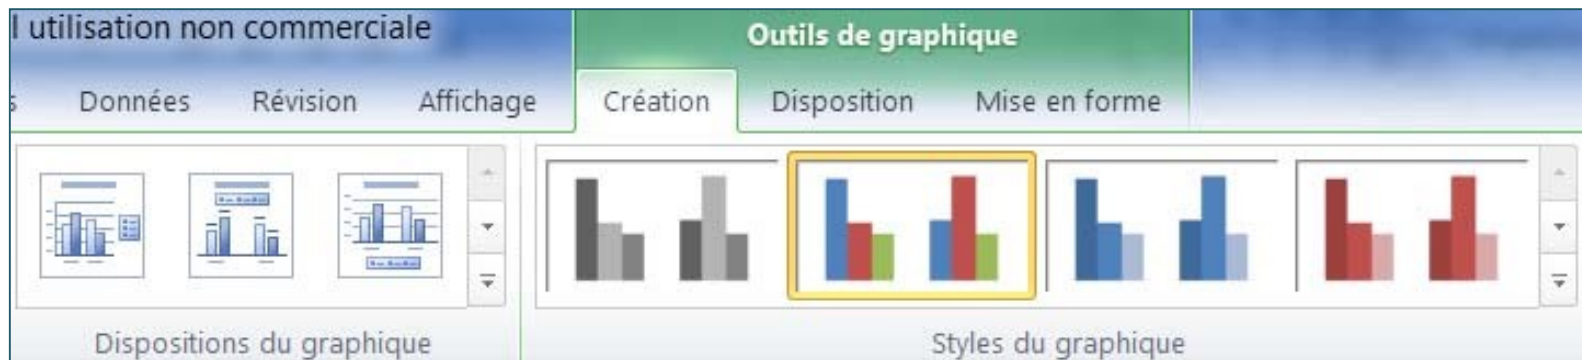 l utilisation non commerciale
Outils de graphique
s Données Révision Affichage Création Disposition Mise en forme
Dispositions du graphique
Styles du graphique